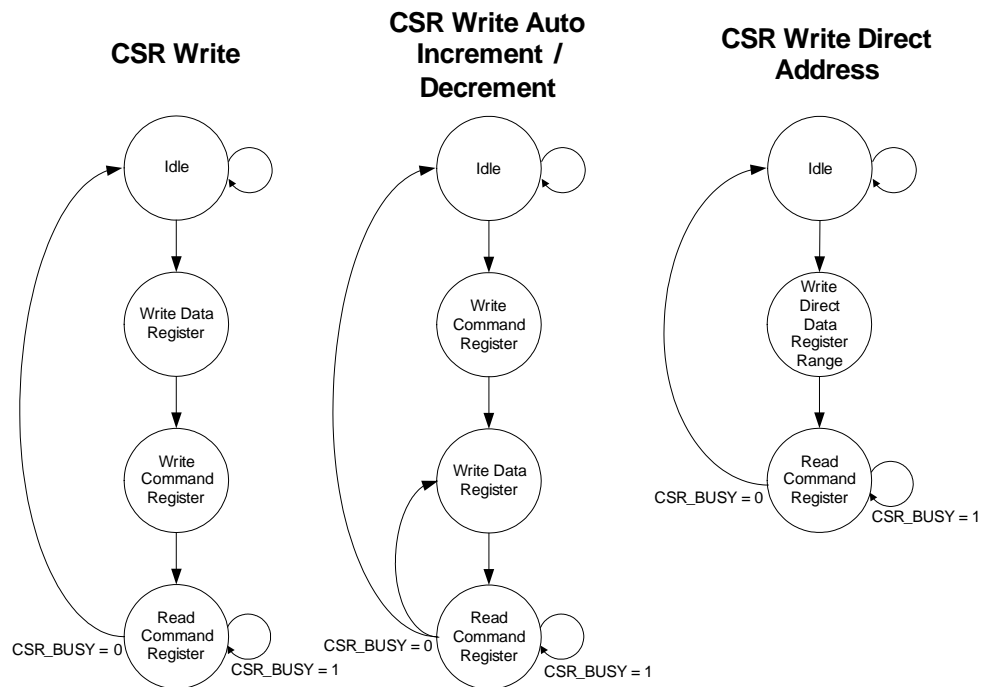 CSR Write
Idle
Write Data
Register
Write
Command
Register
Read
Command
Register
CSR_BUSY = 0
CSR_BUSY = 1
CSR Write Auto
Increment /
Decrement
Idle
Write
Command
Register
Write Data
Register
Read
Command
Register
CSR_BUSY = 0
CSR_BUSY = 1
CSR Write Direct
Address
Idle
Write
Direct
Data
Register
Range
Read
Command
Register
CSR_BUSY = 0
CSR_BUSY = 1